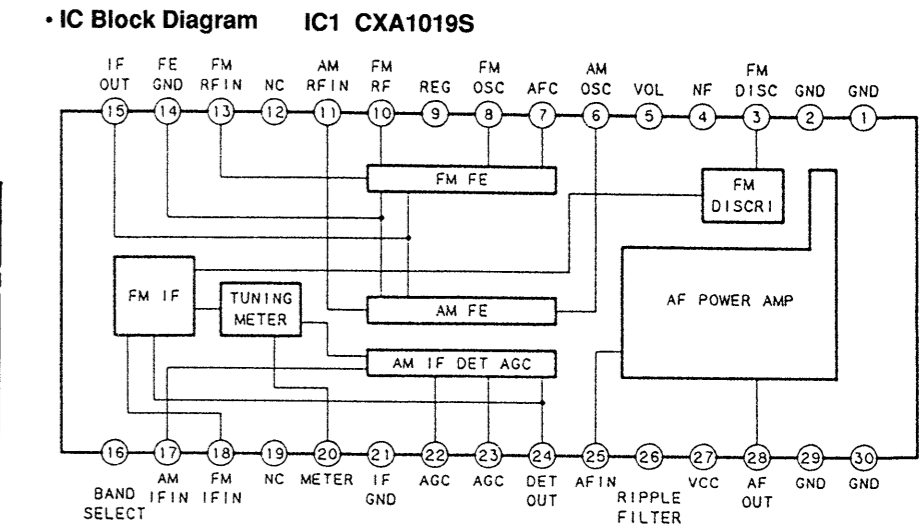 • IC Block Diagram IC1 CXA1019S
IF FE FM AM FM FM AM FM
OUT GND RFIN NC RFIN RF REG OSC AFC OSC VOL NF DISC GND GND
15 14 13 12 11 10 9 8 7 6 5 4 3 2 1
FM FE
FM
DISCRI
FM IF
TUNING
METER
AM FE
AF POWER AMP
AM IF DET AGC
16 17 18 19 20 21 22 23 24 25 26 27 28 29 30
BAND
SELECT
AM
IFIN
FM
IFIN
NC
METER
IF
GND
AGC
AGC
DET
OUT
AFIN
RIPPLE
FILTER
VCC
AF
OUT
GND
GND